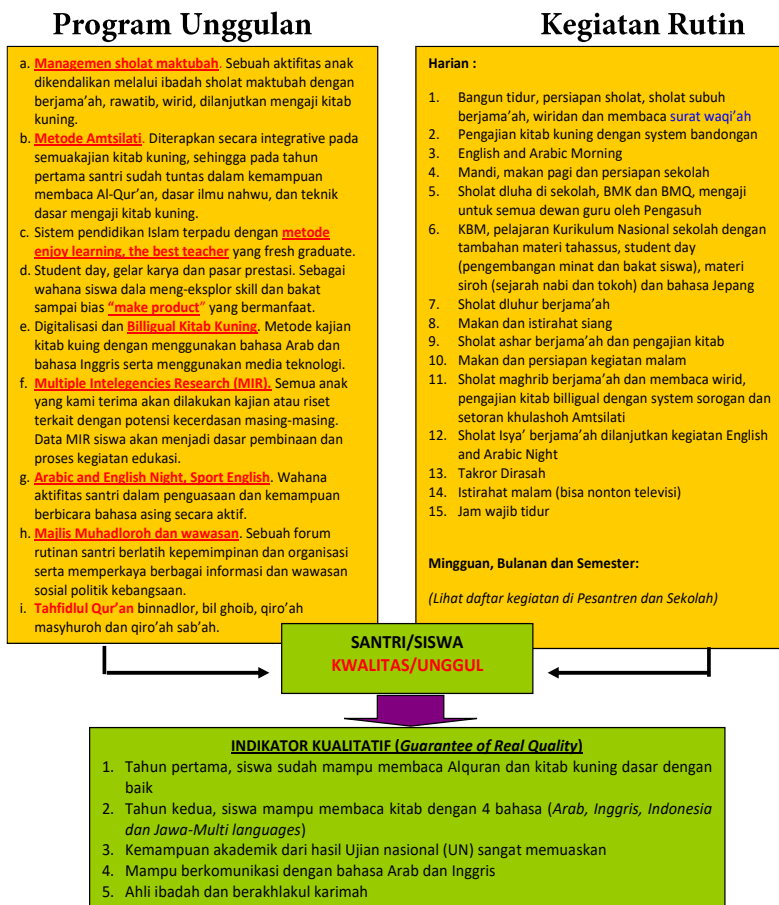 Program Unggulan
a. Managemen sholat maktubah. Sebuah aktifitas anak
dikendalikan melalui ibadah sholat maktubah dengan
berjama'ah, rawatib, wirid, dilanjutkan mengaji kitab
kuning.
b. Metode Amtsilati. Diterapkan secara integrative pada
semuakajian kitab kuning, sehingga pada tahun
pertama santri sudah tuntas dalam kemampuan
membaca Al-Qur'an, dasar ilmu nahwu, dan teknik
dasar mengaji kitab kuning.
c. Sistem pendidikan Islam terpadu dengan metode
enjoy learning, the best teacher yang fresh graduate.
d. Student day, gelar karya dan pasar prestasi. Sebagai
wahana siswa dala meng-eksplor skill dan bakat
sampai bias "make product" yang bermanfaat.
e. Digitalisasi dan Billigual Kitab Kuning. Metode kajian
kitab kuing dengan menggunakan bahasa Arab dan
bahasa Inggris serta menggunakan media teknologi.
f. Multiple Intelegencies Research (MIR). Semua anak
yang kami terima akan dilakukan kajian atau riset
terkait dengan potensi kecerdasan masing-masing.
Data MIR siswa akan menjadi dasar pembinaan dan
proses kegiatan edukasi.
g. Arabic and English Night, Sport English. Wahana
aktifitas santri dalam penguasaan dan kemampuan
berbicara bahasa asing secara aktif.
h. Majlis Muhadloroh dan wawasan. Sebuah forum
rutinan santri berlatih kepemimpinan dan organisasi
serta memperkaya berbagai informasi dan wawasan
sosial politik kebangsaan.
i. Tahfidlul Qur'an binnadlor, bil ghoib, qiro'ah
masyhuroh dan qiro'ah sab'ah.
Kegiatan Rutin
Harian :
1. Bangun tidur, persiapan sholat, sholat subuh
berjama'ah, wiridan dan membaca surat waqi'ah
2. Pengajian kitab kuning dengan system bandongan
3. English and Arabic Morning
4. Mandi, makan pagi dan persiapan sekolah
5. Sholat dluha di sekolah, BMK dan BMQ, mengaji
untuk semua dewan guru oleh Pengasuh
6. KBM, pelajaran Kurikulum Nasional sekolah dengan
tambahan materi tahassus, student day
(pengembangan minat dan bakat siswa), materi
siroh (sejarah nabi dan tokoh) dan bahasa Jepang
7. Sholat dluhur berjama'ah
8. Makan dan istirahat siang
9. Sholat ashar berjama'ah dan pengajian kitab
10. Makan dan persiapan kegiatan malam
11. Sholat maghrib berjama'ah dan membaca wirid,
pengajian kitab billigual dengan system sorogan dan
setoran khulashoh Amtsilati
12. Sholat Isya' berjama'ah dilanjutkan kegiatan English
and Arabic Night
13. Takror Dirasah
14. Istirahat malam (bisa nonton televisi)
15. Jam wajib tidur
Mingguan, Bulanan dan Semester:
(Lihat daftar kegiatan di Pesantren dan Sekolah)
SANTRI/SISWA
KWALITAS/UNGGUL
INDIKATOR KUALITATIF (Guarantee of Real Quality)
1. Tahun pertama, siswa sudah mampu membaca Alquran dan kitab kuning dasar dengan
baik
2. Tahun kedua, siswa mampu membaca kitab dengan 4 bahasa (Arab, Inggris, Indonesia
dan Jawa-Multi languages)
3. Kemampuan akademik dari hasil Ujian nasional (UN) sangat memuaskan
4. Mampu berkomunikasi dengan bahasa Arab dan Inggris
5. Ahli ibadah dan berakhlakul karimah